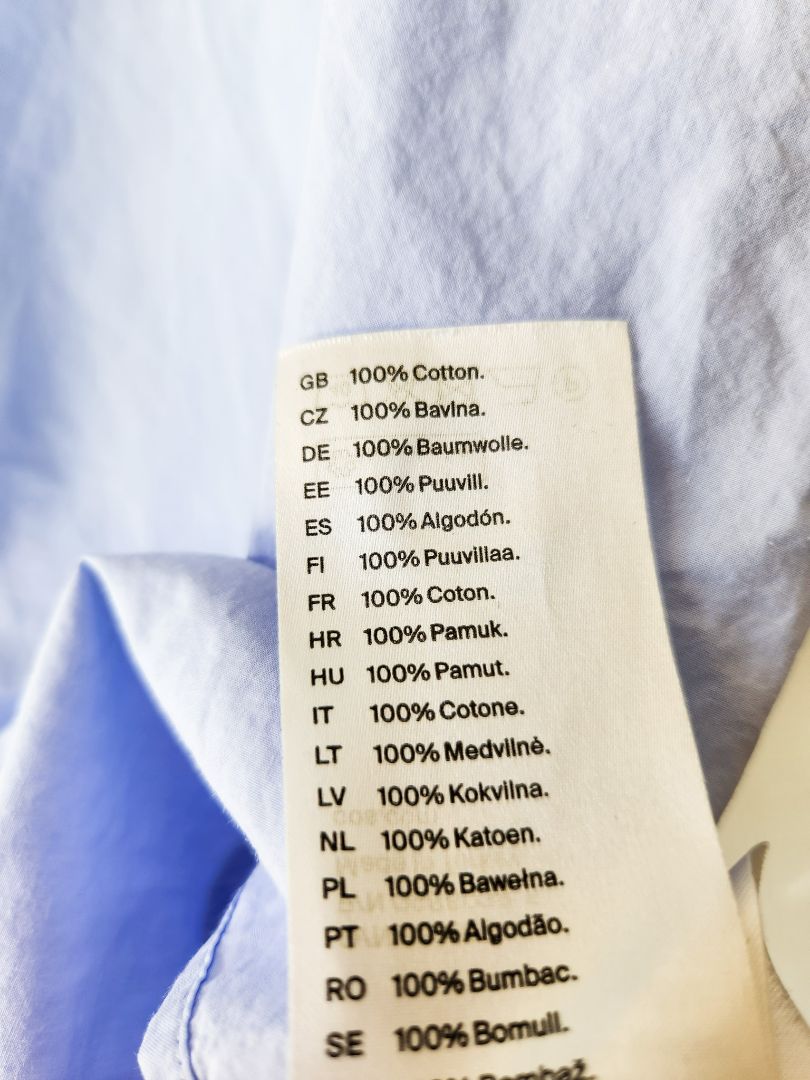 GB 100% Cotton.
CZ 100% Bavlna.
DE 100% Baumwolle.
EE 100% Puuvill.
ES 100% Algodón.
FI 100% Puuvillaa.
FR 100% Coton.
HR 100% Pamuk.
HU 100% Pamut.
IT 100% Cotone.
LT 100% Medvilnė.
LV 100% Kokvilna.
NL 100% Katoen.
PL 100% Bawełna.
PT 100% Algodão.
RO 100% Bumbac.
SE 100% Bomull.